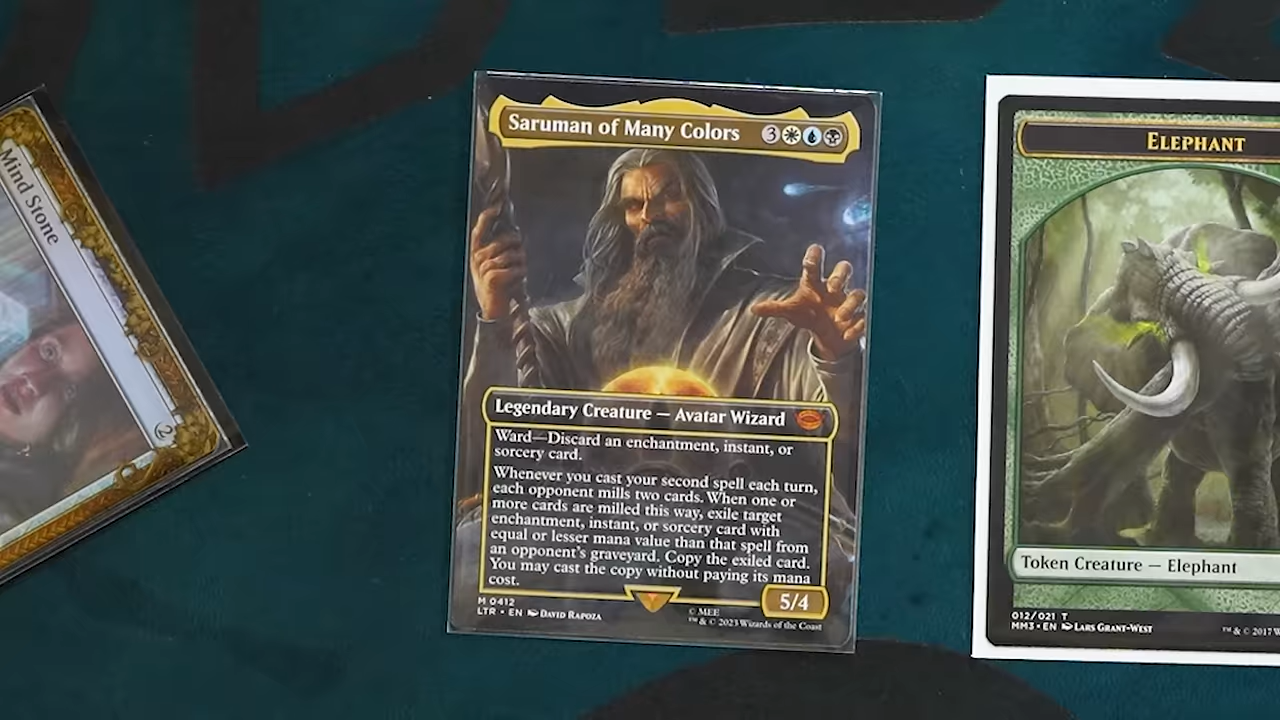 Mind Stone
2
Saruman of Many Colors 3
Legendary Creature — Avatar Wizard
Ward—Discard an enchantment, instant, or
sorcery card.
Whenever you cast your second spell each turn,
each opponent mills two cards. When one or
more cards are milled this way, exile target
enchantment, instant, or sorcery card with
equal or lesser mana value than that spell from
an opponent's graveyard. Copy the exiled card.
You may cast the copy without paying its mana
cost.
5/4
M 0412
LTR • EN DAVID RAPOZA
© MEE
™ & © 2023 Wizards of the Coast
ELEPHANT
Token Creature — Elephant
012/021 T
MM3 • EN LARS GRANT-WEST
™ & © 2017 W